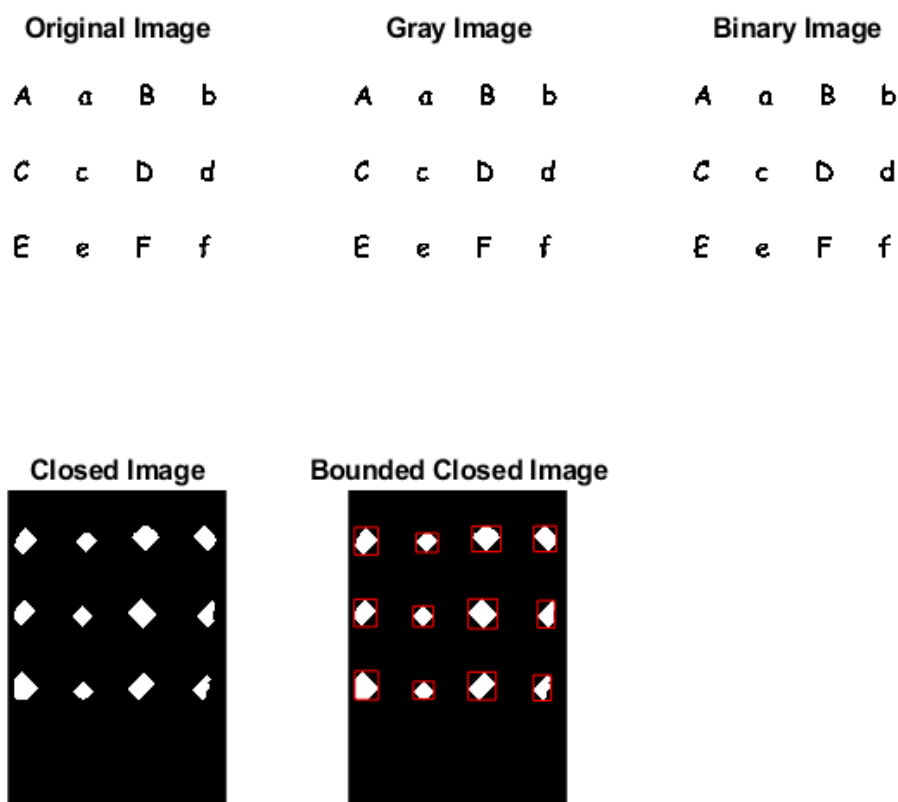 Original Image Gray Image Binary Image
A a B b A a B b A a B b
C c D d C c D d C c D d
E e F f E e F f E e F f
Closed Image Bounded Closed Image